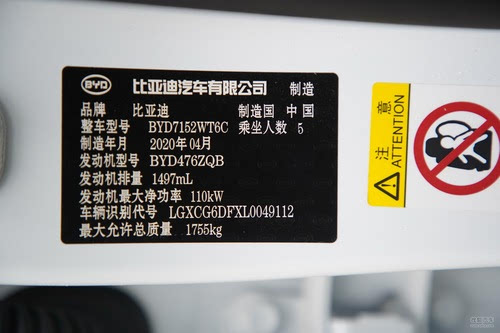 BYD 比亚迪汽车有限公司 制造
品牌 比亚迪 制造国 中国
整车型号 BYD7152WT6C 乘坐人数 5
制造年月 2020年04月
发动机型号 BYD476ZQB
发动机排量 1497mL
发动机最大净功率 110kW
车辆识别代号 LGXCG6DFXL0049112
最大允许总质量 1755kg
注意
ATTENTION